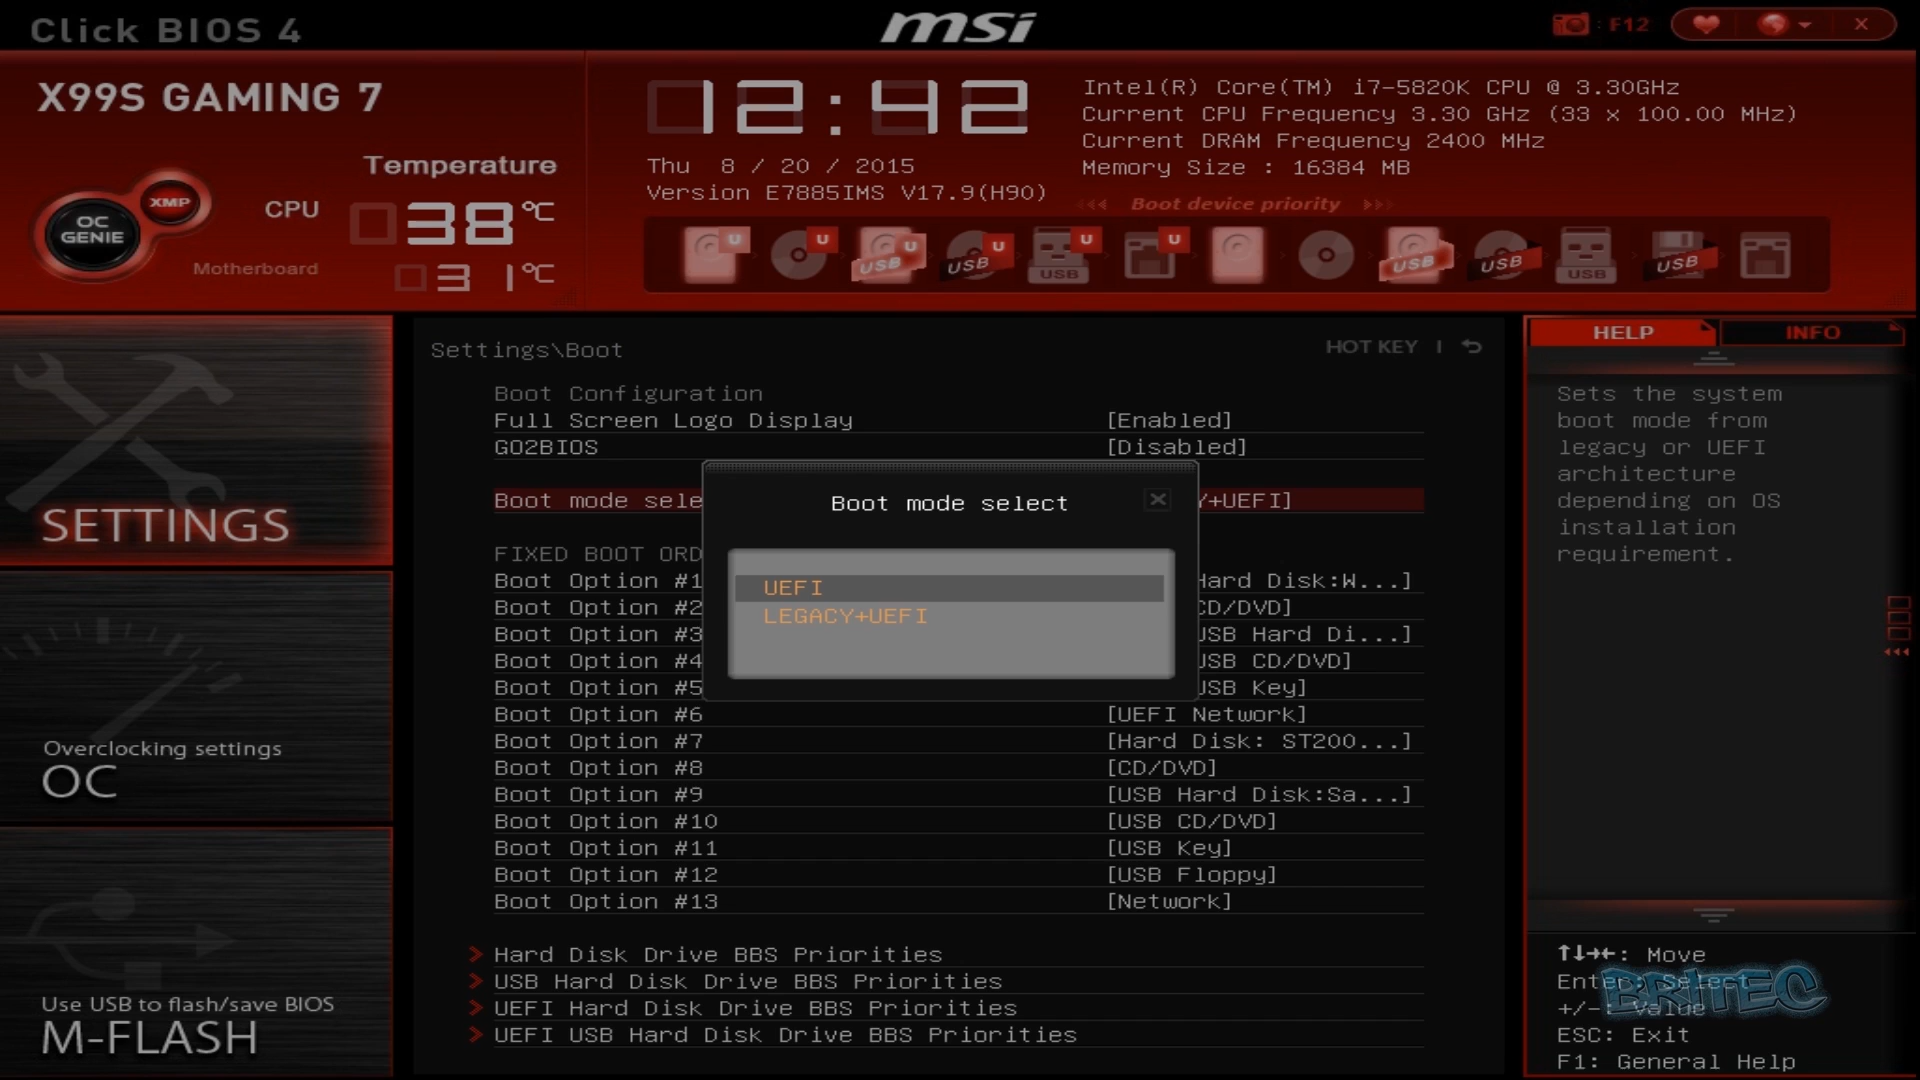 Click BIOS 4
msi
: F12
X99S GAMING 7
OC GENIE
XMP
Temperature
CPU 38°C
Motherboard 31°C
12:42
Thu 8 / 20 / 2015
Version E7885IMS V17.9(H90)
Intel(R) Core(TM) i7-5820K CPU @ 3.30GHz
Current CPU Frequency 3.30 GHz (33 x 100.00 MHz)
Current DRAM Frequency 2400 MHz
Memory Size : 16384 MB
Boot device priority
U U U USB U USB U USB U USB USB USB USB
SETTINGS
Overclocking settings
OC
Use USB to flash/save BIOS
M-FLASH
Settings\Boot
HOT KEY |
Boot Configuration
Full Screen Logo Display [Enabled]
GO2BIOS [Disabled]
Boot mode sele Y+UEFI]
FIXED BOOT ORD
Boot Option #1 Hard Disk:W...]
Boot Option #2 CD/DVD]
Boot Option #3 USB Hard Di...]
Boot Option #4 USB CD/DVD]
Boot Option #5 USB Key]
Boot Option #6 [UEFI Network]
Boot Option #7 [Hard Disk: ST200...]
Boot Option #8 [CD/DVD]
Boot Option #9 [USB Hard Disk:Sa...]
Boot Option #10 [USB CD/DVD]
Boot Option #11 [USB Key]
Boot Option #12 [USB Floppy]
Boot Option #13 [Network]
> Hard Disk Drive BBS Priorities
> USB Hard Disk Drive BBS Priorities
> UEFI Hard Disk Drive BBS Priorities
> UEFI USB Hard Disk Drive BBS Priorities
Boot mode select
UEFI
LEGACY+UEFI
HELP
INFO
Sets the system
boot mode from
legacy or UEFI
architecture
depending on OS
installation
requirement.
↑↓→←: Move
Enter: Select
+/-: Value
ESC: Exit
F1: General Help
BRITEC